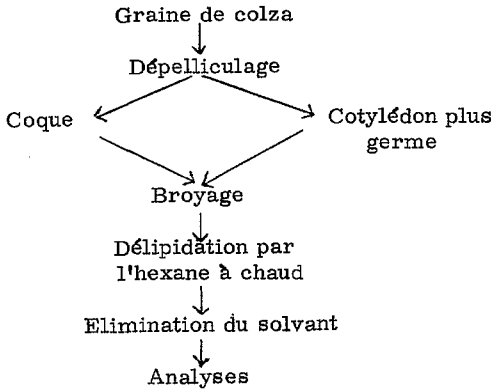 Graine de colza
Dépelliculage
Coque
Cotylédon plus
germe
Broyage
Délipidation par
l'hexane à chaud
Elimination du solvant
Analyses